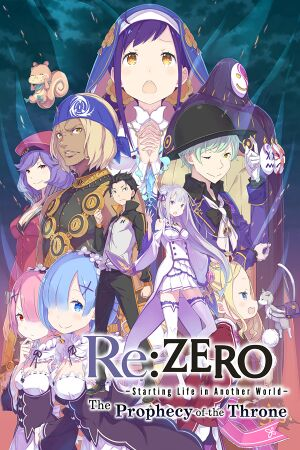 Re:ZERO
-Starting Life in Another World-
The Prophecy of the Throne